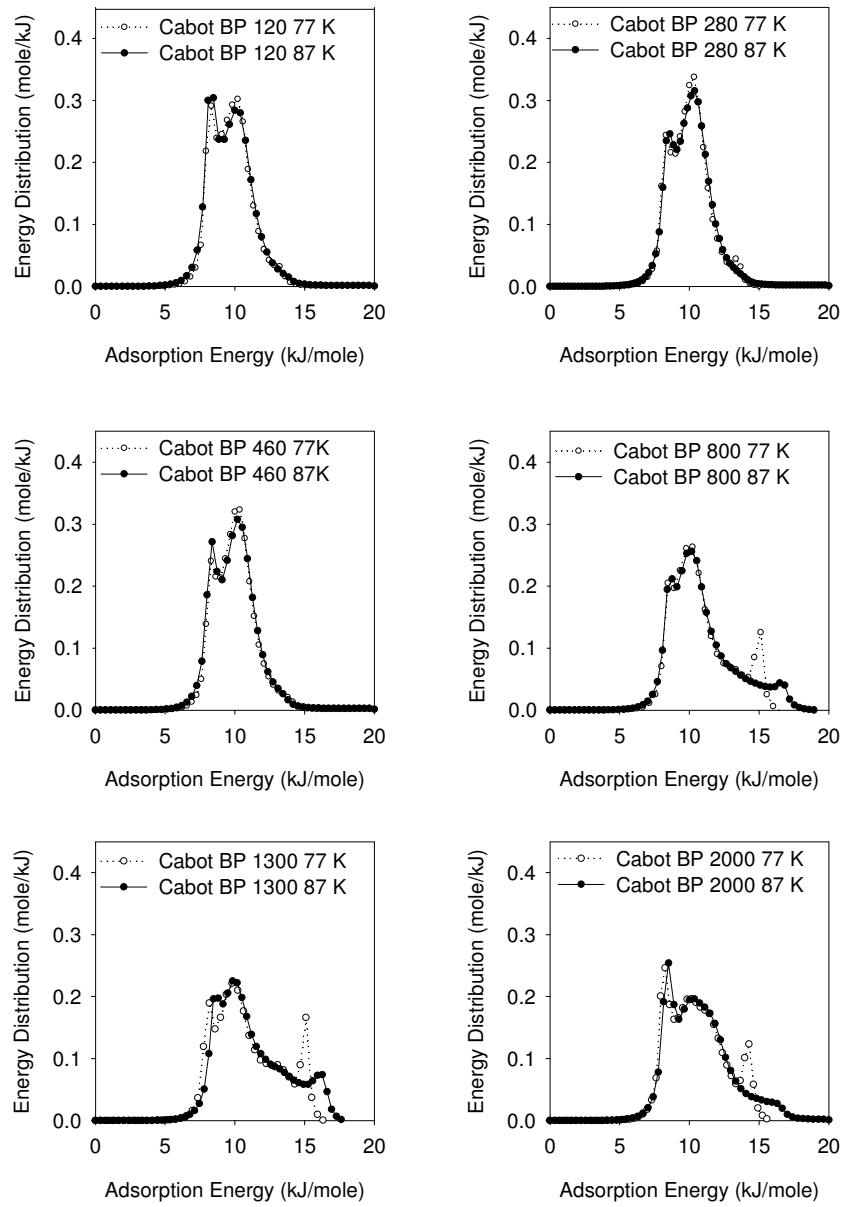 Energy Distribution (mole/kJ)
0.4
0.3
0.2
0.1
0.0
Cabot BP 120 77 K
Cabot BP 120 87 K
0 5 10 15 20
Adsorption Energy (kJ/mole)
Energy Distribution (mole/kJ)
0.4
0.3
0.2
0.1
0.0
Cabot BP 280 77 K
Cabot BP 280 87 K
0 5 10 15 20
Adsorption Energy (kJ/mole)
Energy Distribution (mole/kJ)
0.4
0.3
0.2
0.1
0.0
Cabot BP 460 77K
Cabot BP 460 87K
0 5 10 15 20
Adsorption Energy (kJ/mole)
Energy Distribution (mole/kJ)
0.4
0.3
0.2
0.1
0.0
Cabot BP 800 77 K
Cabot BP 800 87 K
0 5 10 15 20
Adsorption Energy (kJ/mole)
Energy Distribution (mole/kJ)
0.4
0.3
0.2
0.1
0.0
Cabot BP 1300 77 K
Cabot BP 1300 87 K
0 5 10 15 20
Adsorption Energy (kJ/mole)
Energy Distribution (mole/kJ)
0.4
0.3
0.2
0.1
0.0
Cabot BP 2000 77 K
Cabot BP 2000 87 K
0 5 10 15 20
Adsorption Energy (kJ/mole)